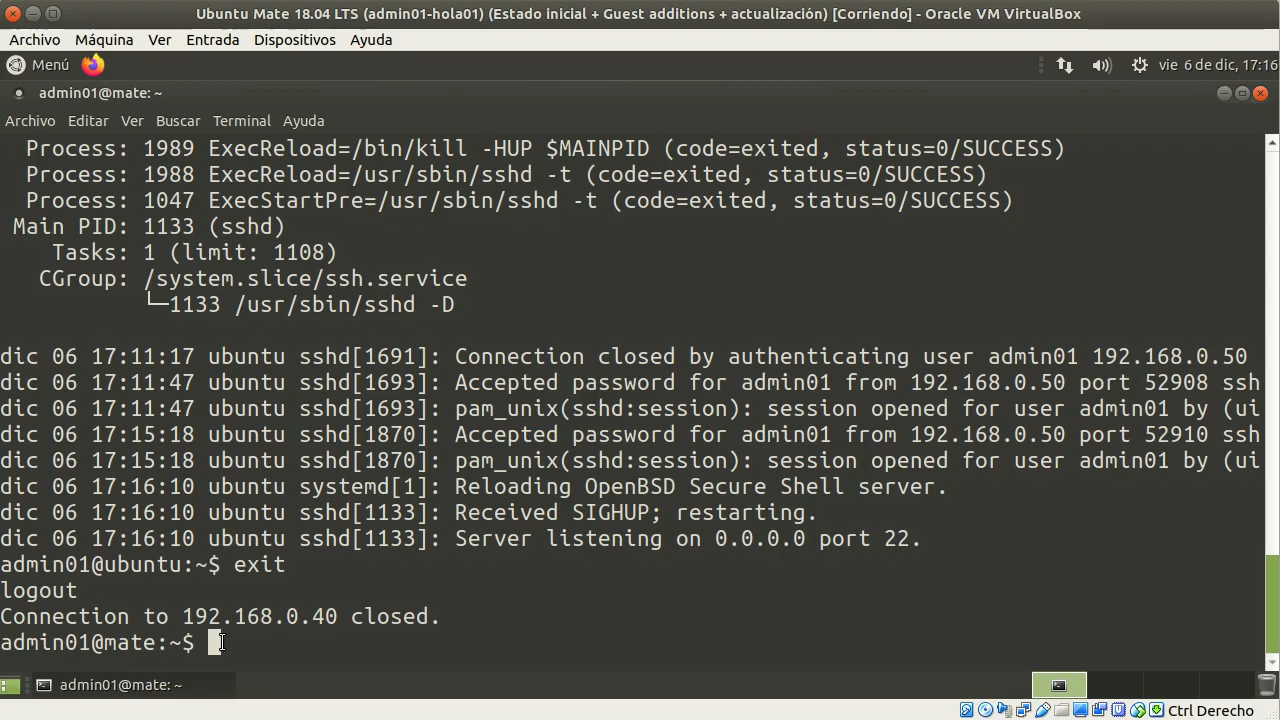 Ubuntu Mate 18.04 LTS (admin01-hola01) (Estado inicial + Guest additions + actualización) [Corriendo] - Oracle VM VirtualBox
Archivo Máquina Ver Entrada Dispositivos Ayuda
Menú vie 6 de dic, 17:16
admin01@mate: ~
Archivo Editar Ver Buscar Terminal Ayuda
Process: 1989 ExecReload=/bin/kill -HUP $MAINPID (code=exited, status=0/SUCCESS)
Process: 1988 ExecReload=/usr/sbin/sshd -t (code=exited, status=0/SUCCESS)
Process: 1047 ExecStartPre=/usr/sbin/sshd -t (code=exited, status=0/SUCCESS)
Main PID: 1133 (sshd)
Tasks: 1 (limit: 1108)
CGroup: /system.slice/ssh.service
└─1133 /usr/sbin/sshd -D
dic 06 17:11:17 ubuntu sshd[1691]: Connection closed by authenticating user admin01 192.168.0.50
dic 06 17:11:47 ubuntu sshd[1693]: Accepted password for admin01 from 192.168.0.50 port 52908 ssh
dic 06 17:11:47 ubuntu sshd[1693]: pam_unix(sshd:session): session opened for user admin01 by (ui
dic 06 17:15:18 ubuntu sshd[1870]: Accepted password for admin01 from 192.168.0.50 port 52910 ssh
dic 06 17:15:18 ubuntu sshd[1870]: pam_unix(sshd:session): session opened for user admin01 by (ui
dic 06 17:16:10 ubuntu systemd[1]: Reloading OpenBSD Secure Shell server.
dic 06 17:16:10 ubuntu sshd[1133]: Received SIGHUP; restarting.
dic 06 17:16:10 ubuntu sshd[1133]: Server listening on 0.0.0.0 port 22.
admin01@ubuntu:~$ exit
logout
Connection to 192.168.0.40 closed.
admin01@mate:~$
admin01@mate: ~
Ctrl Derecho